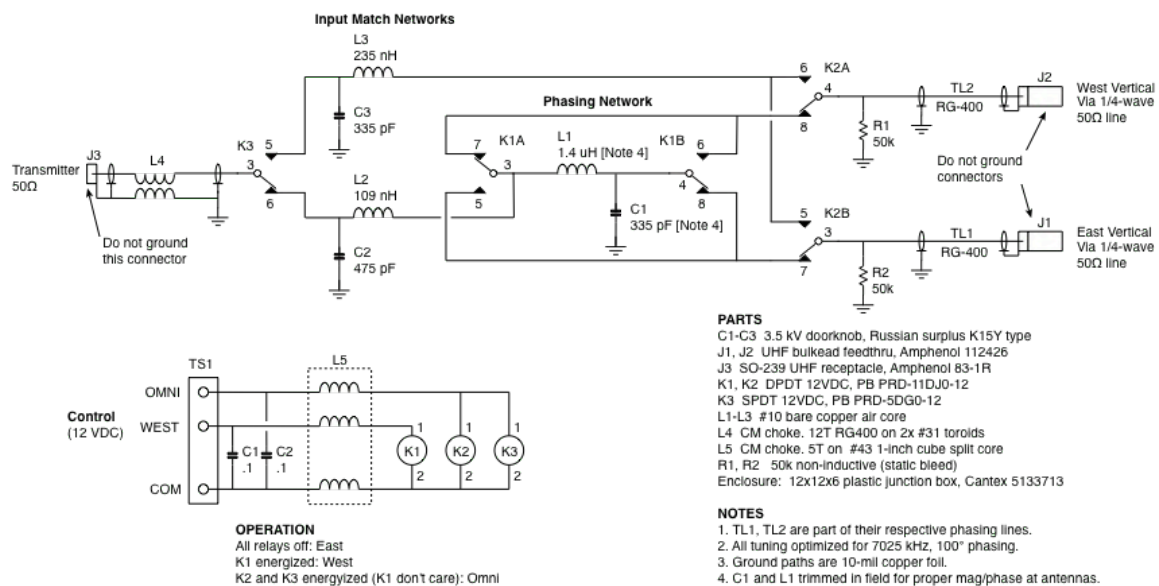 Input Match Networks
L3
235 nH
C3
335 pF
Phasing Network
6 K2A
4
8
TL2
RG-400
J2
West Vertical
Via 1/4-wave
50Ω line
R1
50k
Do not ground
connectors
Transmitter
50Ω
J3
L4
K3 5
3
6
L2
109 nH
C2
475 pF
7 K1A
3
5
L1
1.4 uH [Note 4]
C1
335 pF [Note 4]
K1B 6
4
8
5
K2B
3
7
TL1
RG-400
J1
East Vertical
Via 1/4-wave
50Ω line
R2
50k
Do not ground
this connector
TS1
OMNI
WEST
COM
Control
(12 VDC)
C1
.1
C2
.1
L5
1 1 1
K1 K2 K3
2 2 2
OPERATION
All relays off: East
K1 energized: West
K2 and K3 energyized (K1 don't care): Omni
PARTS
C1-C3 3.5 kV doorknob, Russian surplus K15Y type
J1, J2 UHF bulkead feedthru, Amphenol 112426
J3 SO-239 UHF receptacle, Amphenol 83-1R
K1, K2 DPDT 12VDC, PB PRD-11DJ0-12
K3 SPDT 12VDC, PB PRD-5DG0-12
L1-L3 #10 bare copper air core
L4 CM choke. 12T RG400 on 2x #31 toroids
L5 CM choke. 5T on #43 1-inch cube split core
R1, R2 50k non-inductive (static bleed)
Enclosure: 12x12x6 plastic junction box, Cantex 5133713
NOTES
1. TL1, TL2 are part of their respective phasing lines.
2. All tuning optimized for 7025 kHz, 100° phasing.
3. Ground paths are 10-mil copper foil.
4. C1 and L1 trimmed in field for proper mag/phase at antennas.